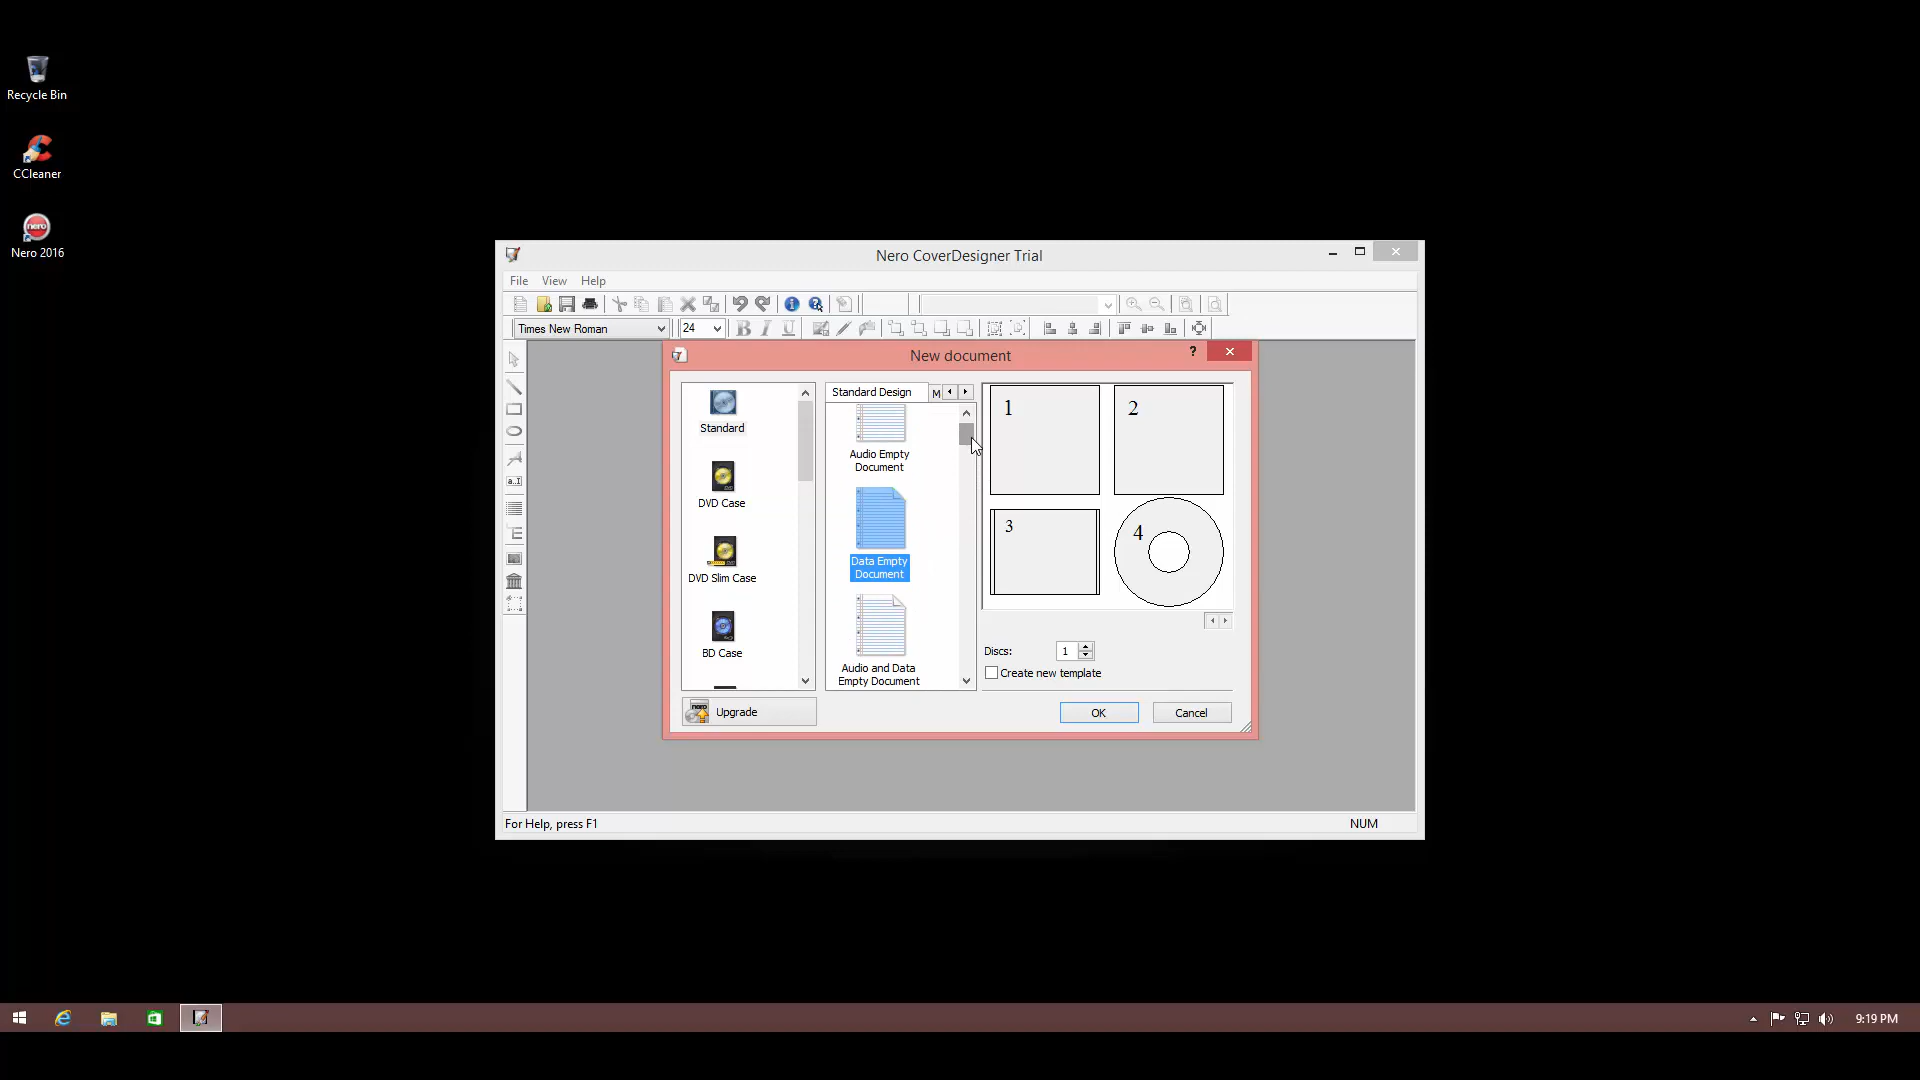 Recycle Bin
CCleaner
nero
Nero 2016
Nero CoverDesigner Trial
File View Help
Times New Roman 24 B I U
New document ?
Standard
DVD Case
DVD Slim Case
BD Case
Upgrade
Standard Design M
Audio Empty
Document
Data Empty
Document
Audio and Data
Empty Document
1 2
3 4
Discs: 1
Create new template
OK Cancel
a..I
For Help, press F1 NUM
9:19 PM